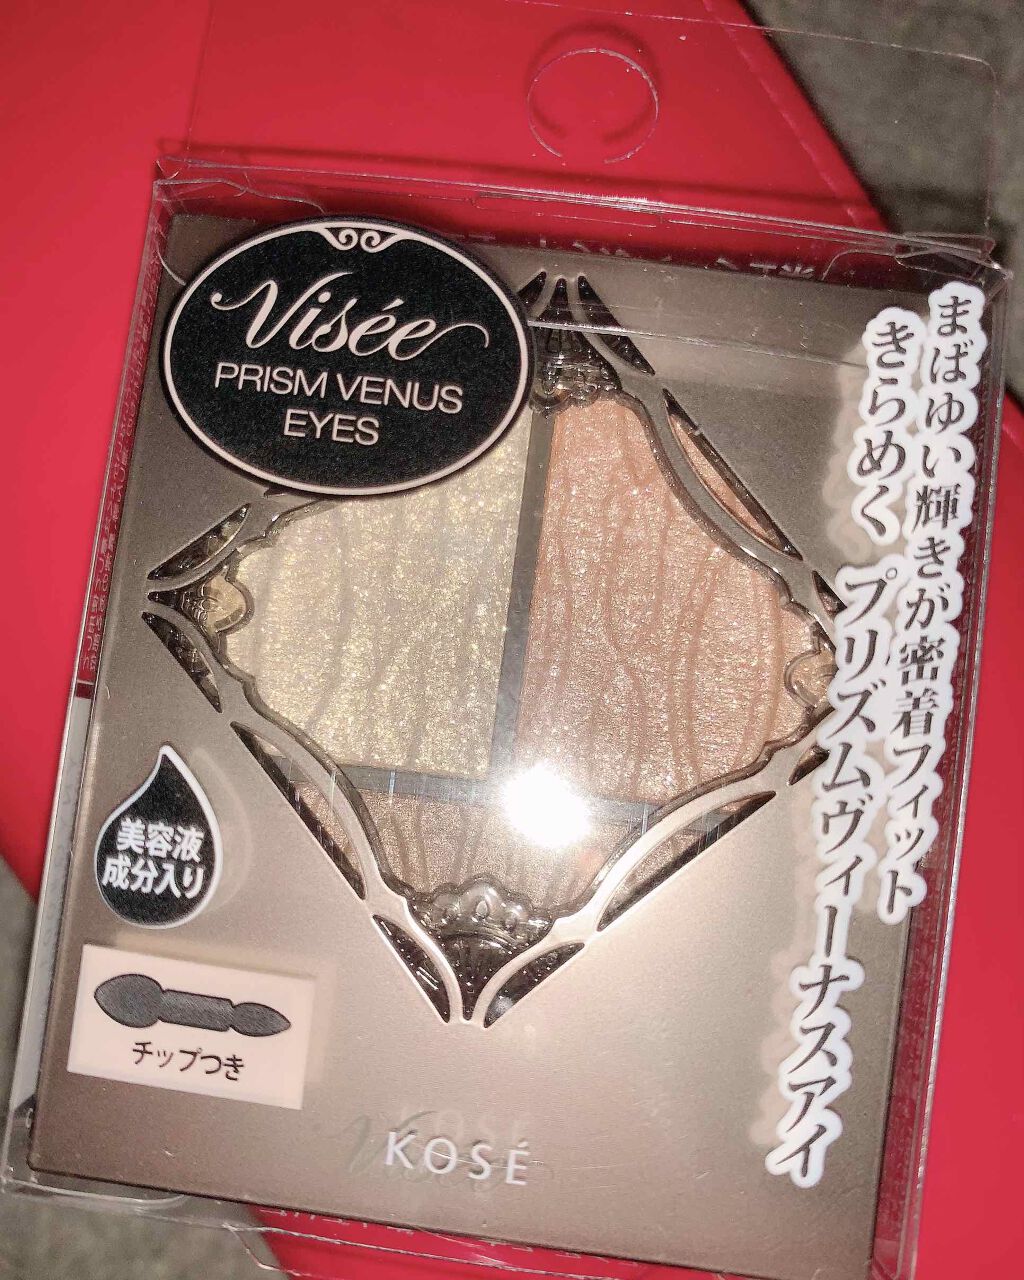 Visée
PRISM VENUS
EYES
まばゆい輝きが密着フィット
きらめく プリズムヴィーナスアイ
美容液
成分入り
チップつき
Visée
KOSÉ